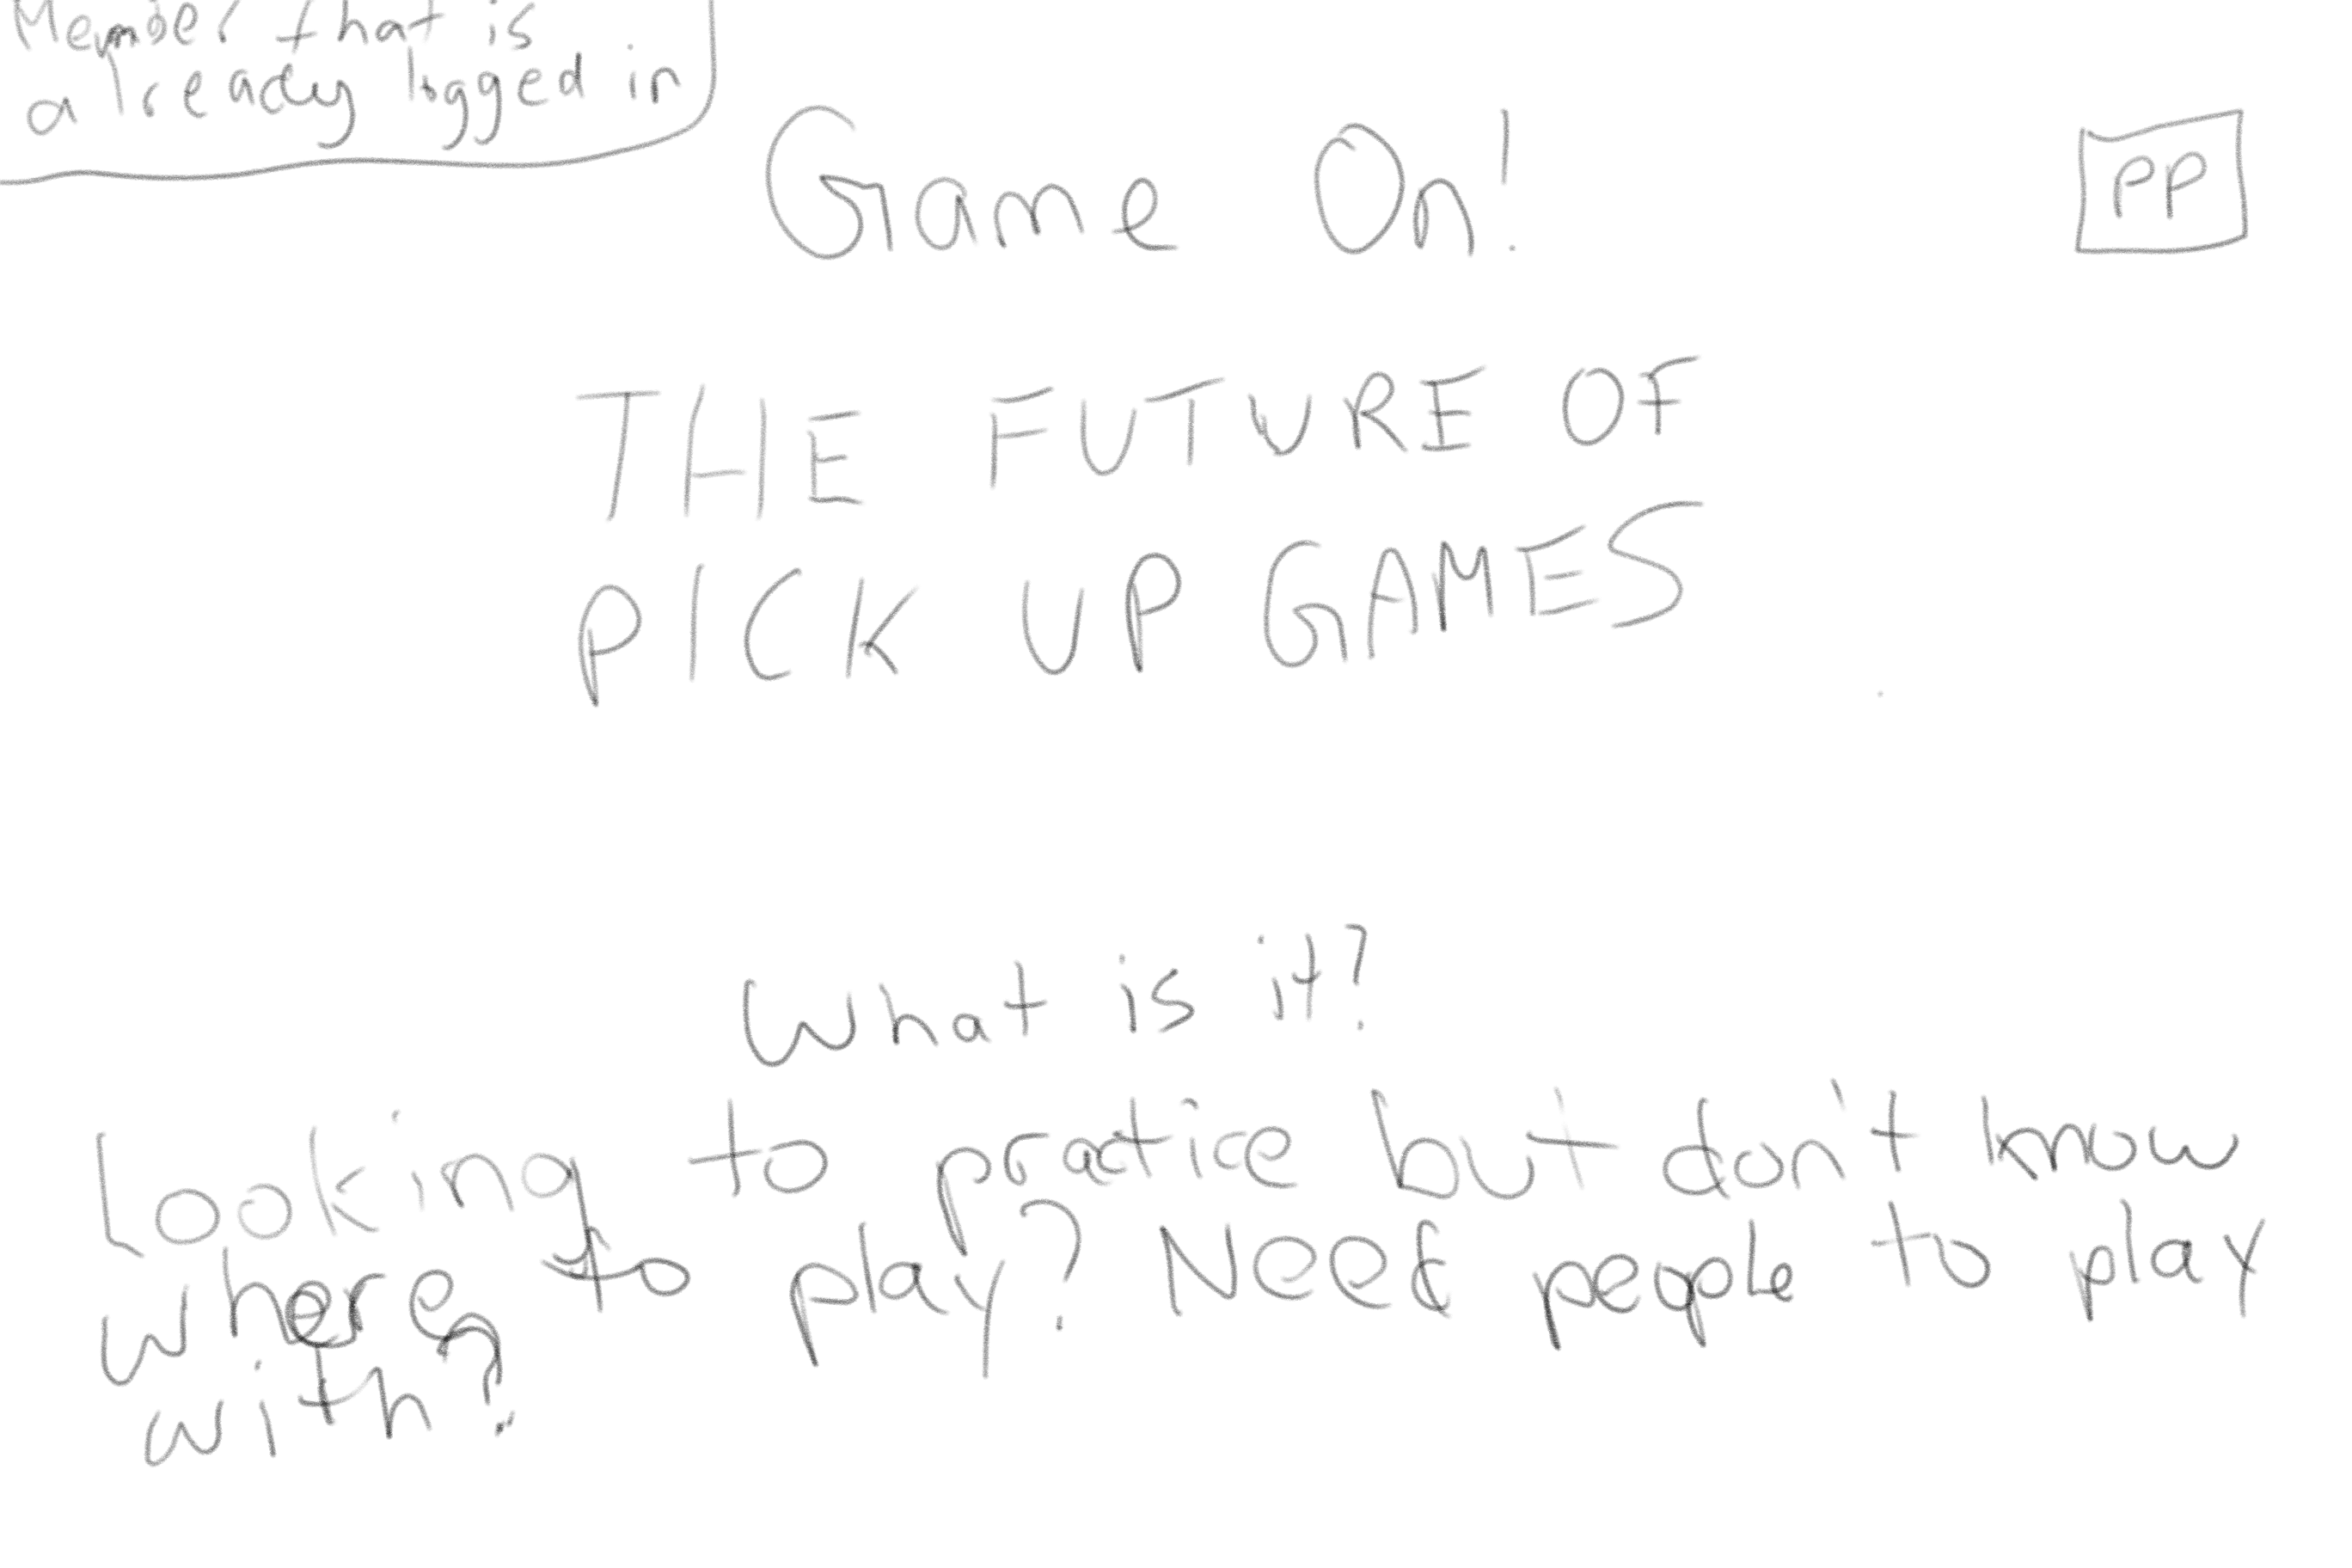 Member that is
already logged in
Game On!
PP
THE FUTURE OF
PICK UP GAMES
What is it?
Looking to practice but don't know
where to play? Need people to play
with?